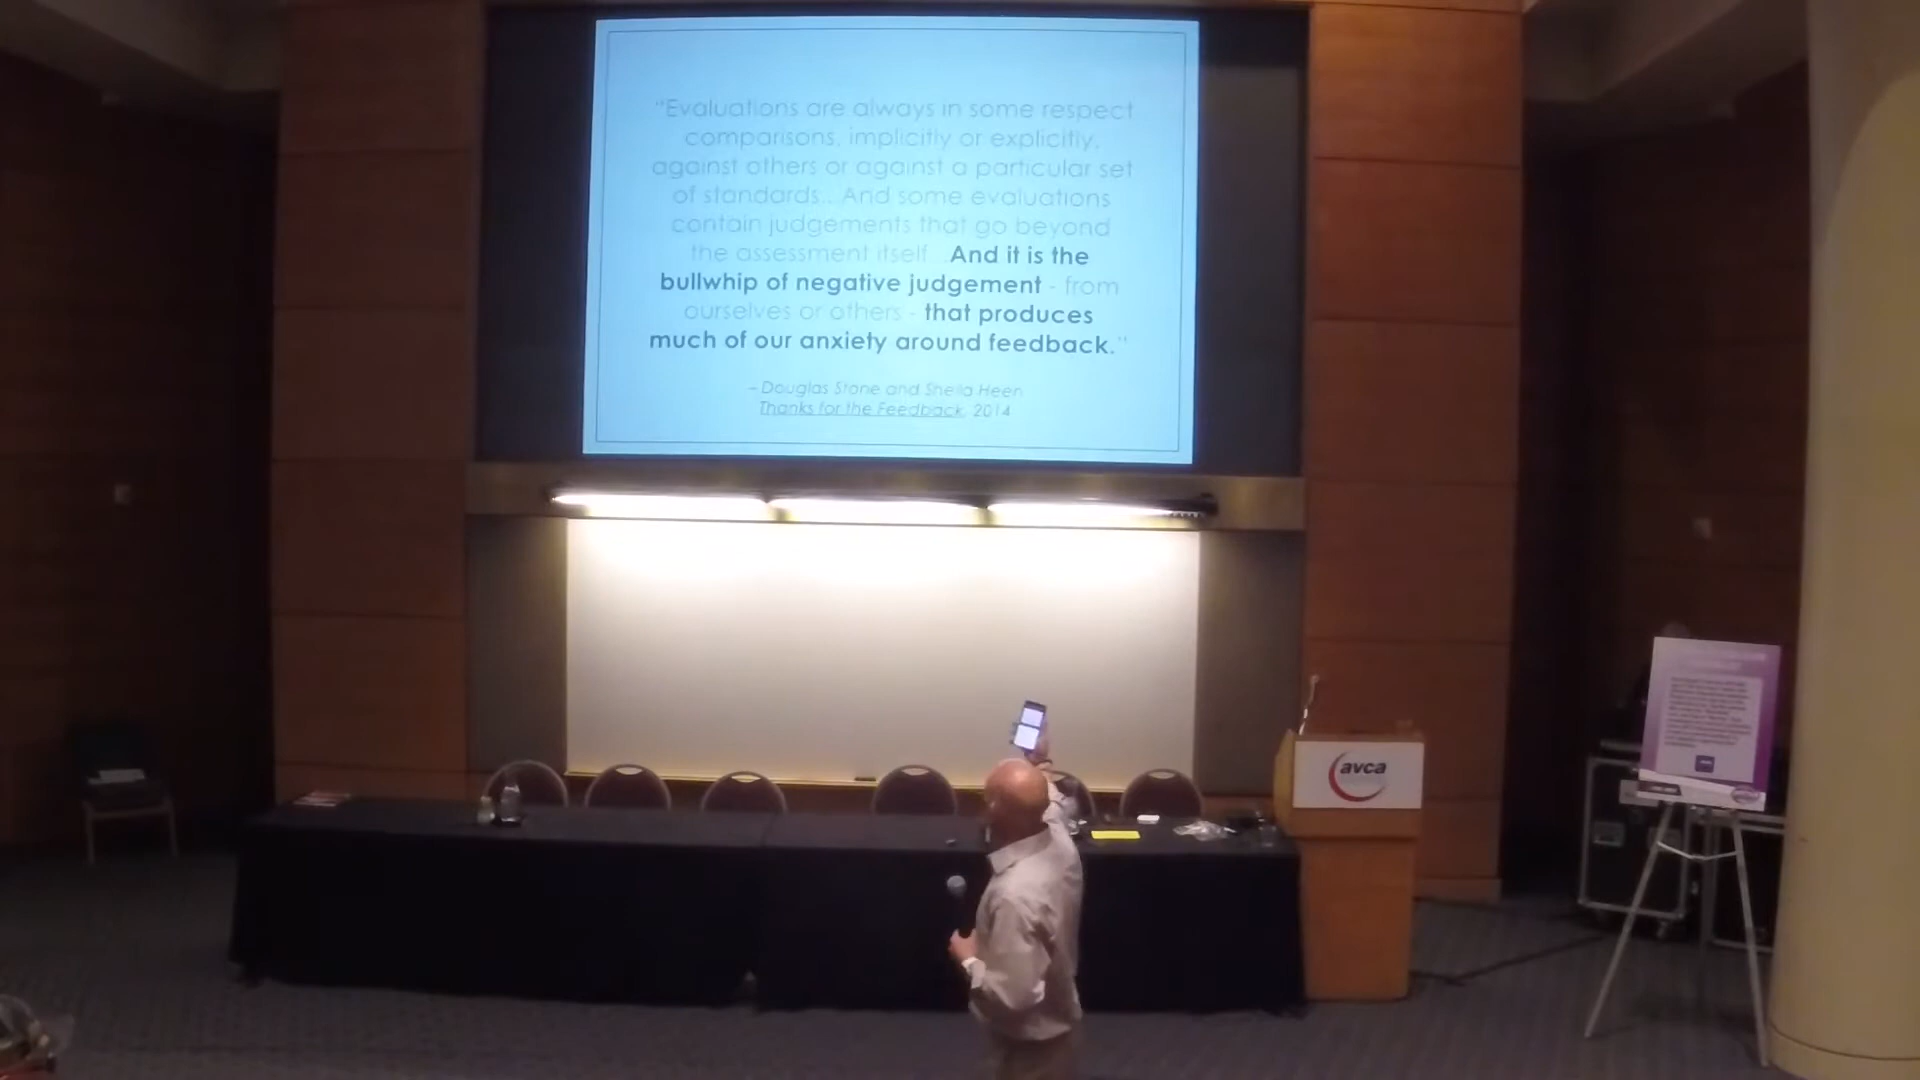 “Evaluations are always in some respect
comparisons, implicitly or explicitly,
against others or against a particular set
of standards...And some evaluations
contain judgements that go beyond
the assessment itself...And it is the
bullwhip of negative judgement - from
ourselves or others - that produces
much of our anxiety around feedback.”
– Douglas Stone and Sheila Heen
Thanks for the Feedback, 2014
avca